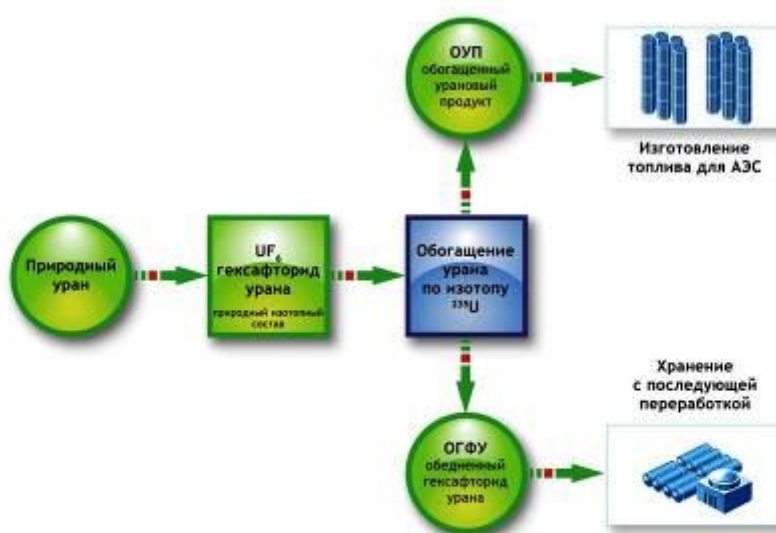 ОУП
обогащенный
урановый
продукт
Изготовление
топлива для АЭС
Природный
уран
UF6
гексафторид
урана
природный изотопный
состав
Обогащение
урана
по изотопу
235U
Хранение
с последующей
переработкой
ОГФУ
обедненный
гексафторид
урана